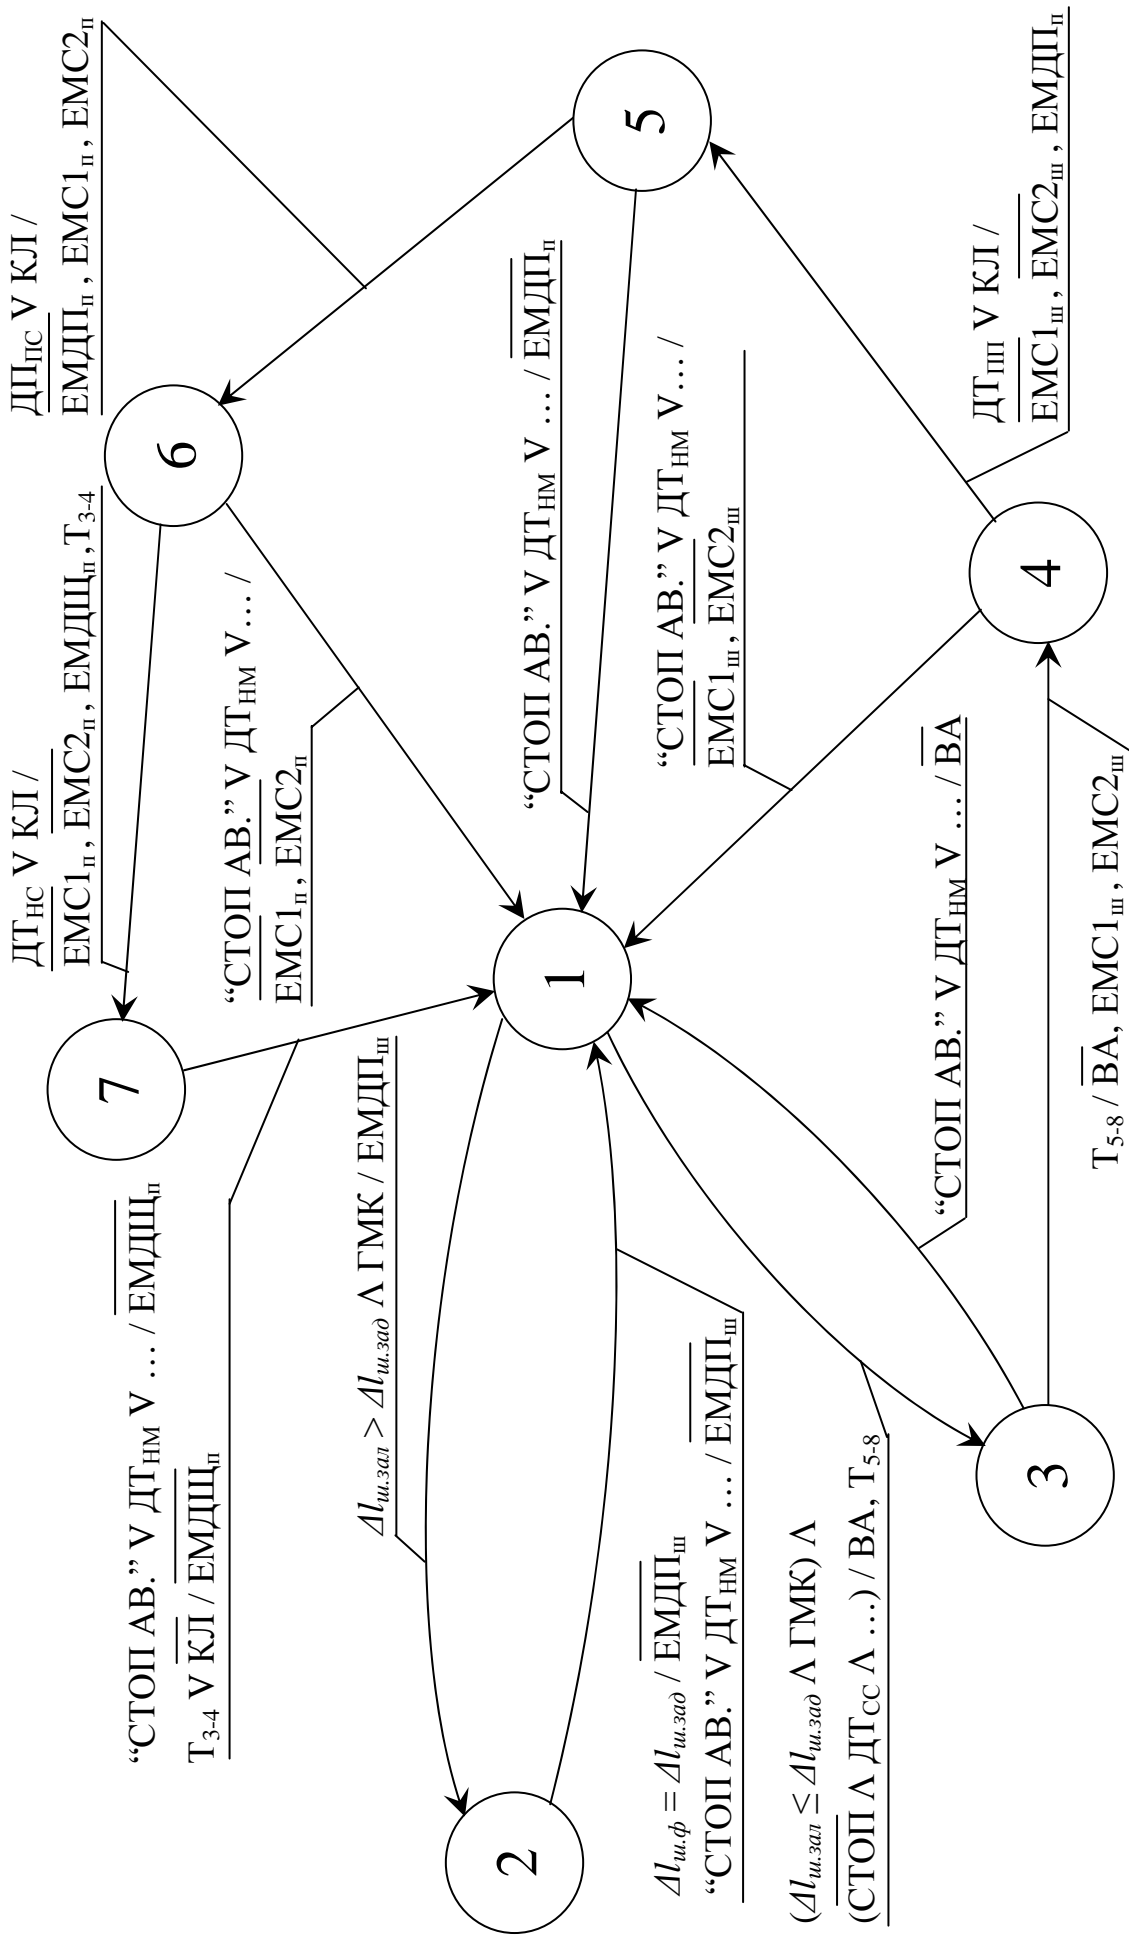 ДП_ПС V КЛ /
ЕМДП_п , ЕМС1_п, ЕМС2_п
ДТ_НС V КЛ /
ЕМС1_п, ЕМС2_п, ЕМДЩ_п, Т_3-4
“СТОП АВ.” V ДТ_НМ V… /
ЕМС1_п, ЕМС2_п
“СТОП АВ.” V ДТ_НМ V … / ЕМДП_п
“СТОП АВ.” V ДТ_НМ V… /
ЕМС1_ш, ЕМС2_ш
ДТ_ПП V КЛ /
ЕМС1_ш, ЕМС2_ш , ЕМДП_п
“СТОП АВ.” V ДТ_НМ V … / ЕМДЩ_п
Т_3-4 V КЛ / ЕМДЩ_п
Δl_ш.зал > Δl_ш.зад Λ ГМК / ЕМДП_ш
Δl_ш.ф = Δl_ш.зад / ЕМДП_ш
“СТОП АВ.” V ДТ_НМ V … / ЕМДП_ш
(Δl_ш.зал ≤ Δl_ш.зад Λ ГМК) Λ
(СТОП Λ ДТ_СС Λ …) / ВА, Т_5-8
“СТОП АВ.” V ДТ_НМ V … / ВА
Т_5-8 / ВА, ЕМС1_ш, ЕМС2_ш
1
2
3
4
5
6
7